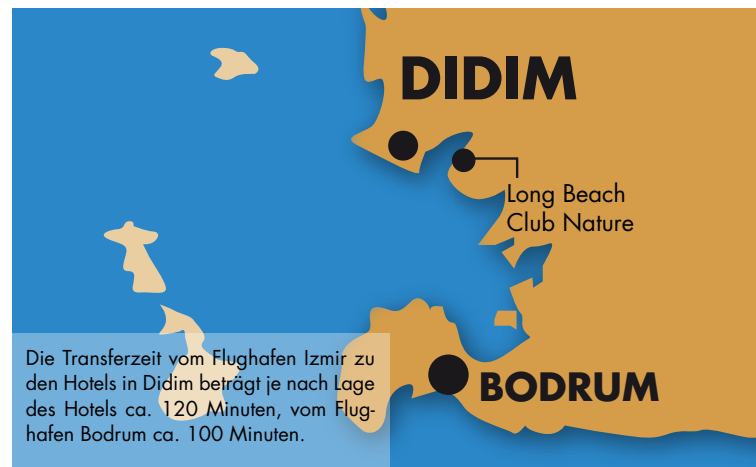 DIDIM
Long Beach
Club Nature
Die Transferzeit vom Flughafen Izmir zu
den Hotels in Didim beträgt je nach Lage
des Hotels ca. 120 Minuten, vom Flug-
hafen Bodrum ca. 100 Minuten.
BODRUM